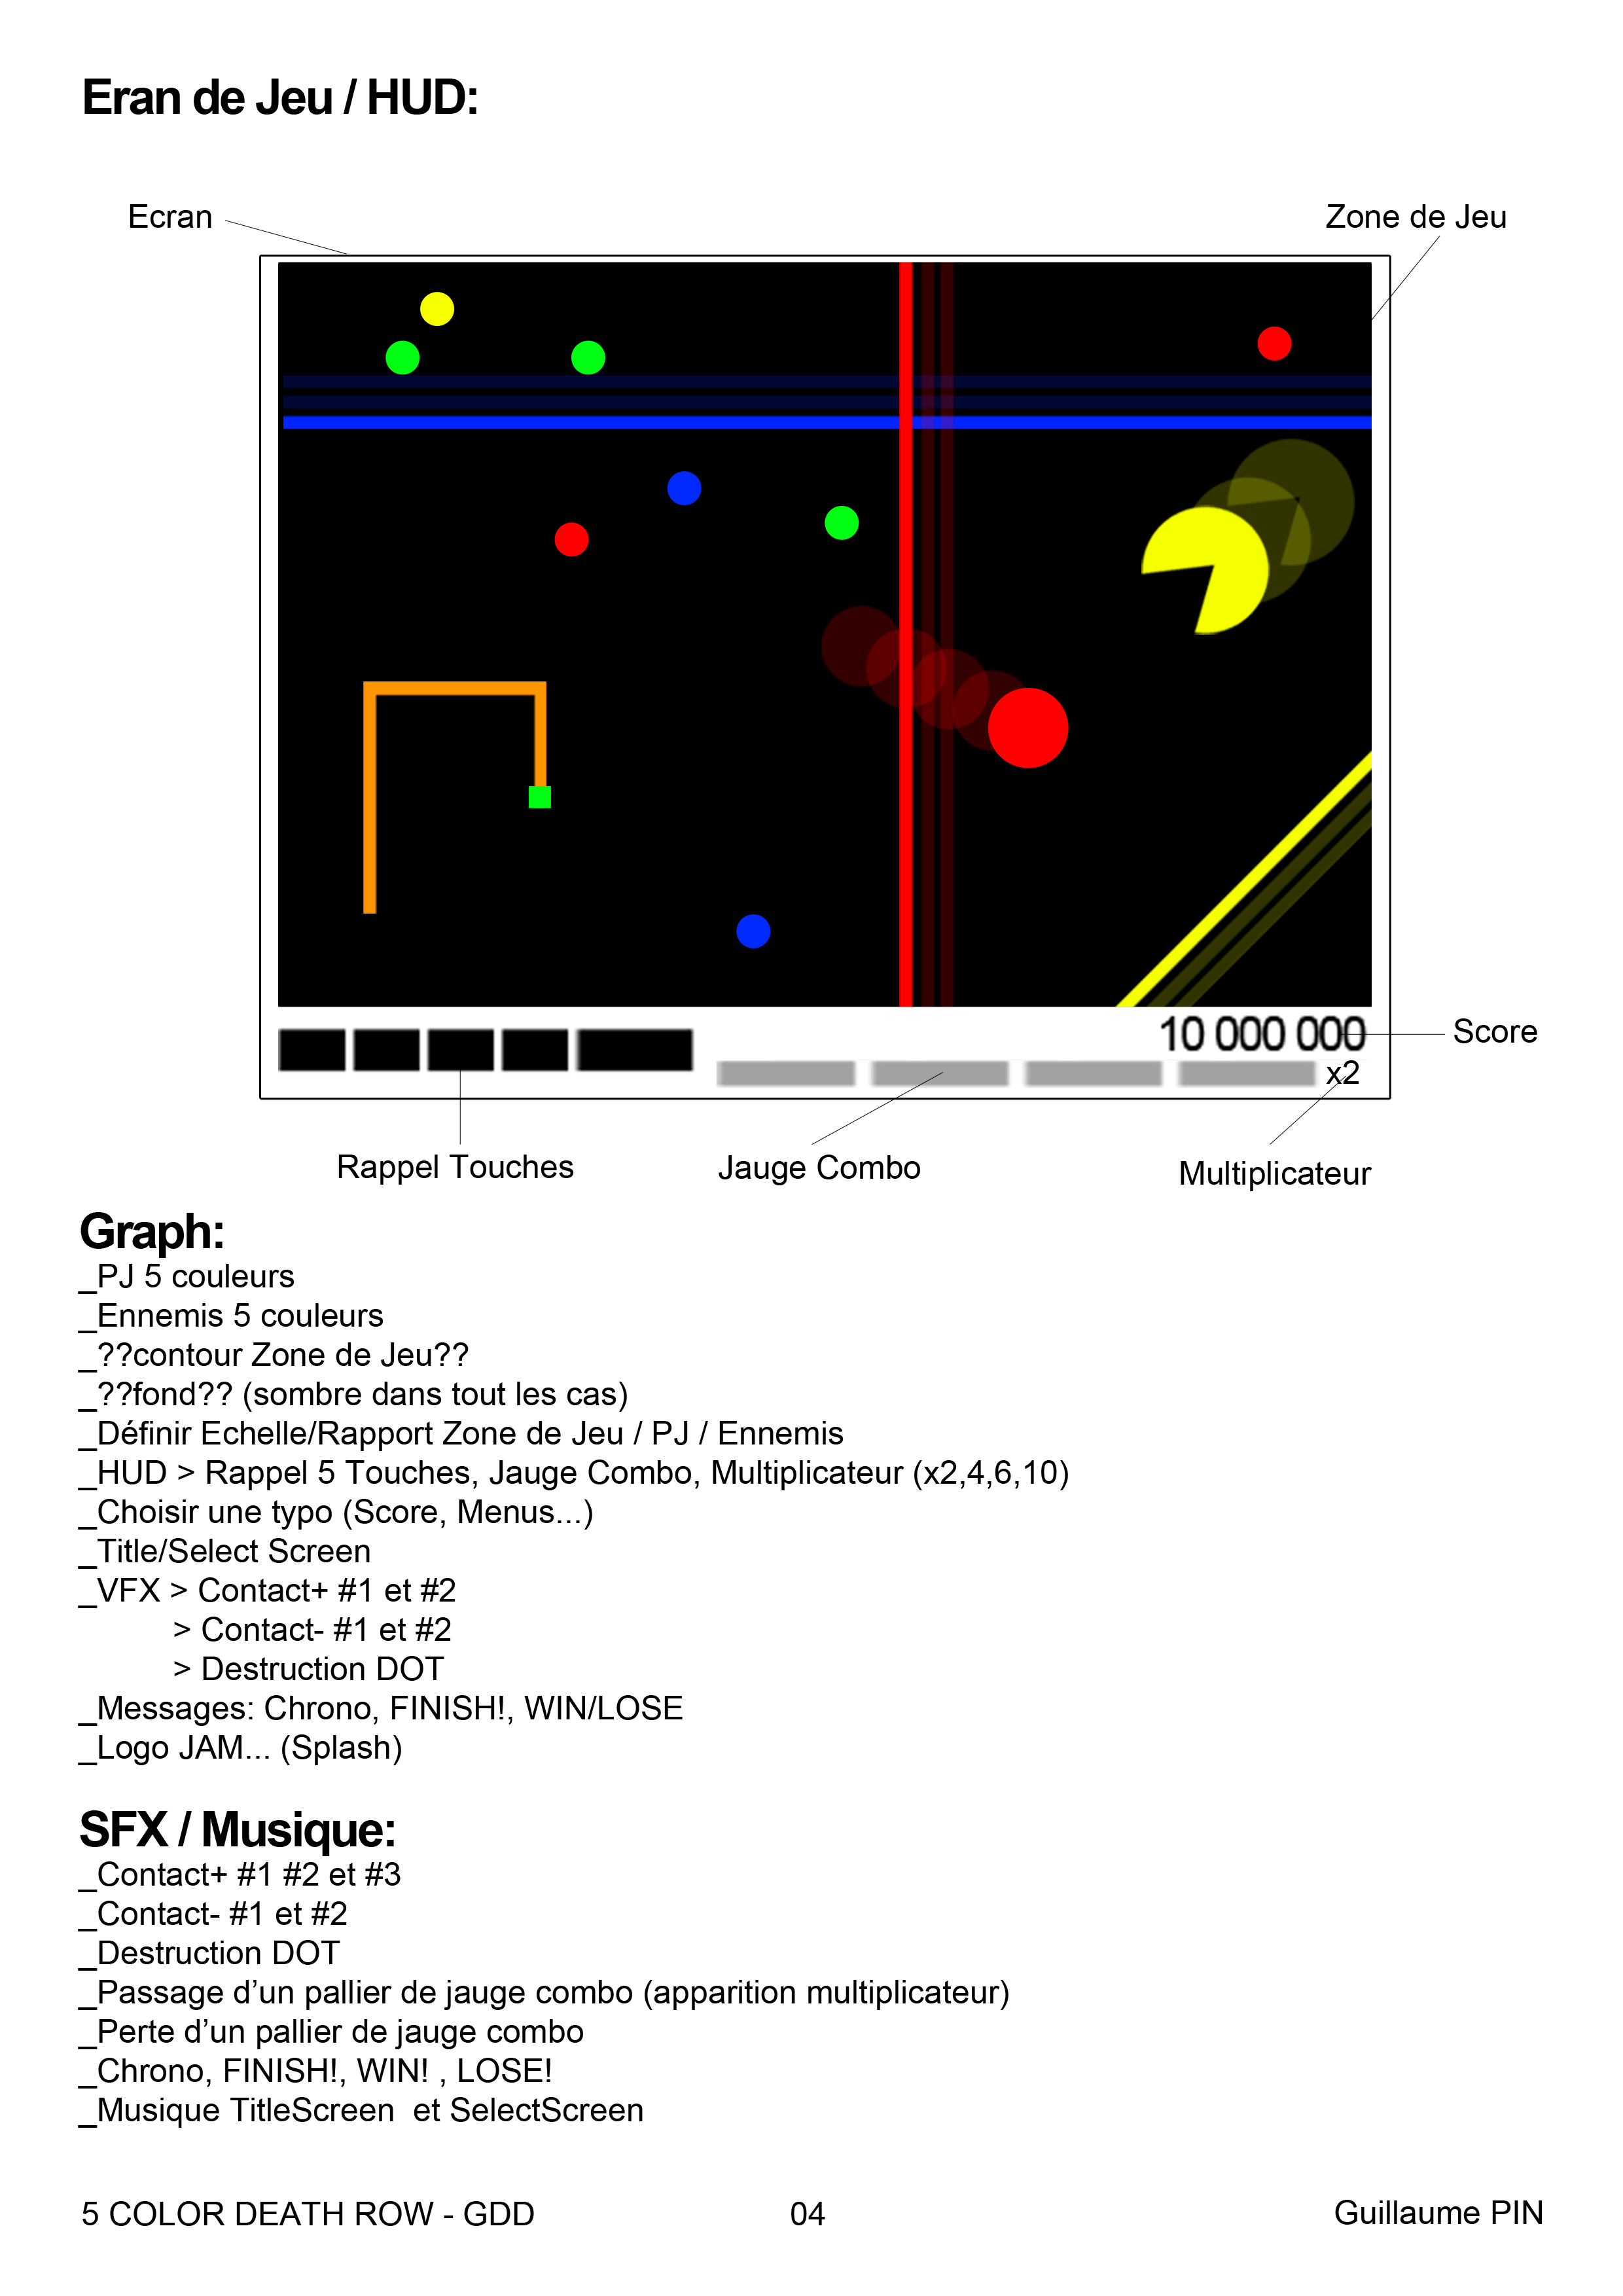 Eran de Jeu / HUD:
Ecran
Zone de Jeu
10 000 000
Score
x2
Rappel Touches
Jauge Combo
Multiplicateur
Graph:
_PJ 5 couleurs
_Ennemis 5 couleurs
_??contour Zone de Jeu??
_??fond?? (sombre dans tout les cas)
_Définir Echelle/Rapport Zone de Jeu / PJ / Ennemis
_HUD > Rappel 5 Touches, Jauge Combo, Multiplicateur (x2,4,6,10)
_Choisir une typo (Score, Menus...)
_Title/Select Screen
_VFX > Contact+ #1 et #2
> Contact- #1 et #2
> Destruction DOT
_Messages: Chrono, FINISH!, WIN/LOSE
_Logo JAM... (Splash)
SFX / Musique:
_Contact+ #1 #2 et #3
_Contact- #1 et #2
_Destruction DOT
_Passage d’un pallier de jauge combo (apparition multiplicateur)
_Perte d’un pallier de jauge combo
_Chrono, FINISH!, WIN! , LOSE!
_Musique TitleScreen  et SelectScreen
5 COLOR DEATH ROW - GDD
04
Guillaume PIN